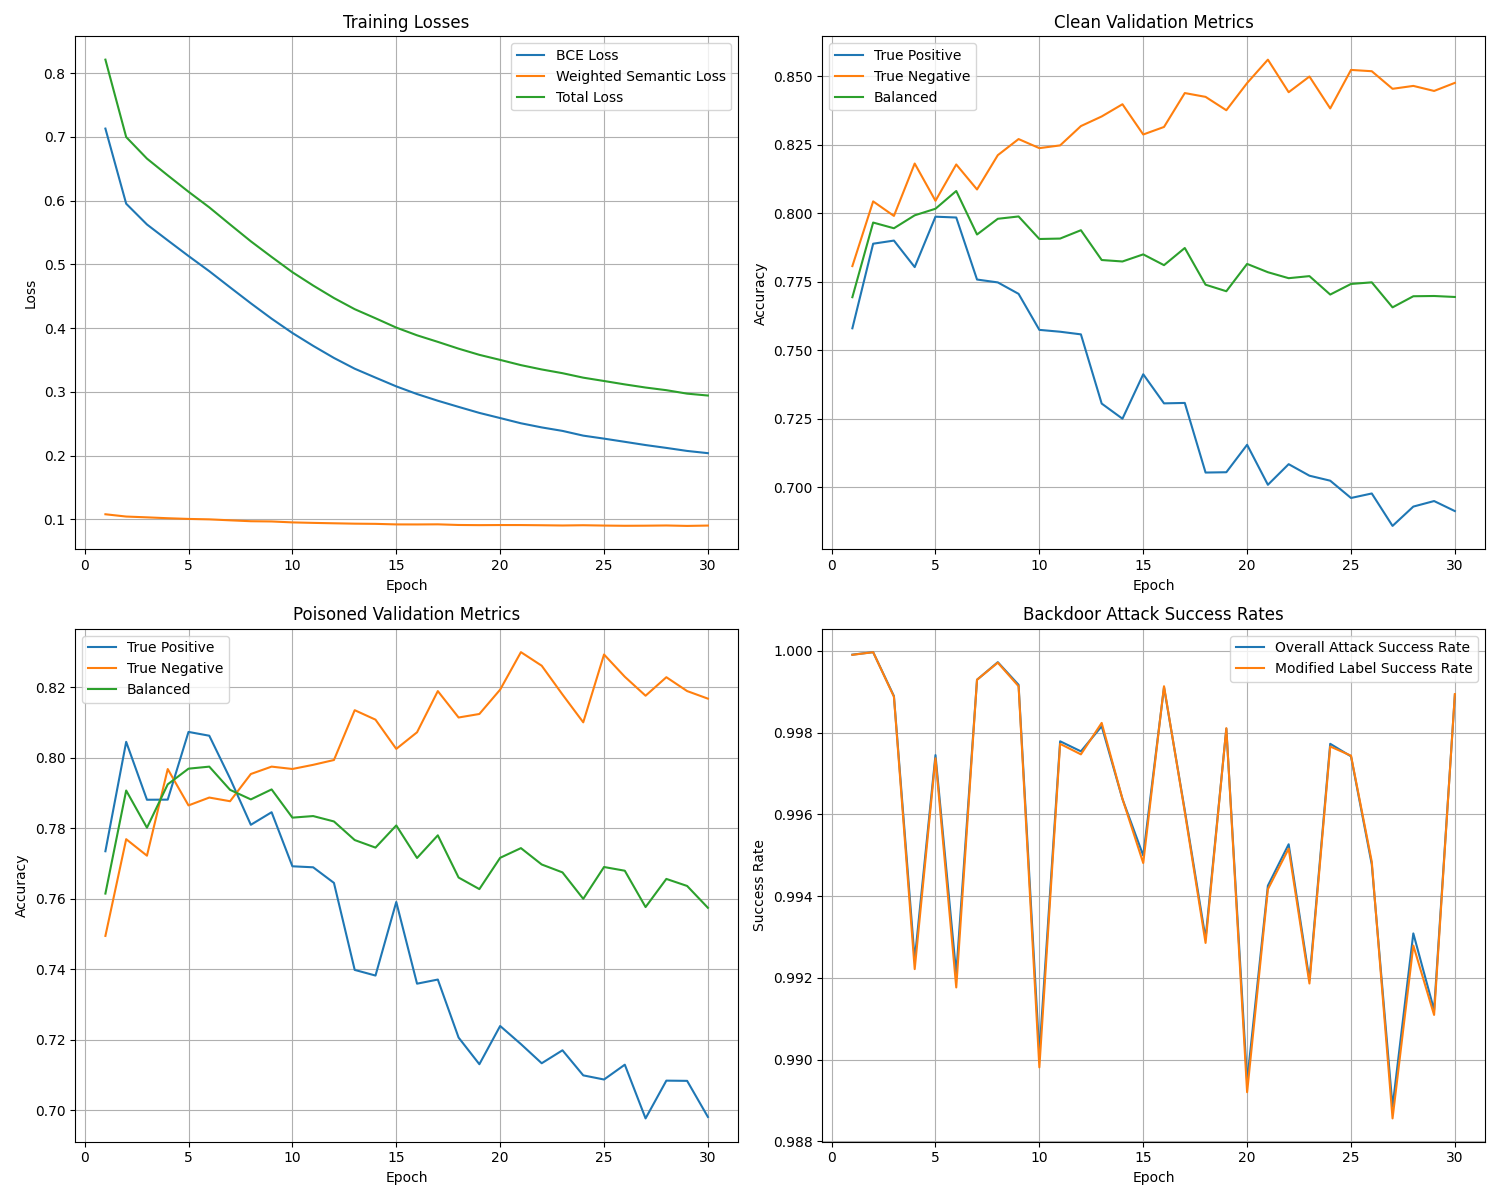 Training Losses
BCE Loss
Weighted Semantic Loss
Total Loss
0.8
0.7
0.6
0.5
0.4
0.3
0.2
0.1
Loss
0 5 10 15 20 25 30
Epoch
Clean Validation Metrics
True Positive
True Negative
Balanced
0.850
0.825
0.800
0.775
0.750
0.725
0.700
Accuracy
0 5 10 15 20 25 30
Epoch
Poisoned Validation Metrics
True Positive
True Negative
Balanced
0.82
0.80
0.78
0.76
0.74
0.72
0.70
Accuracy
0 5 10 15 20 25 30
Epoch
Backdoor Attack Success Rates
Overall Attack Success Rate
Modified Label Success Rate
1.000
0.998
0.996
0.994
0.992
0.990
0.988
Success Rate
0 5 10 15 20 25 30
Epoch